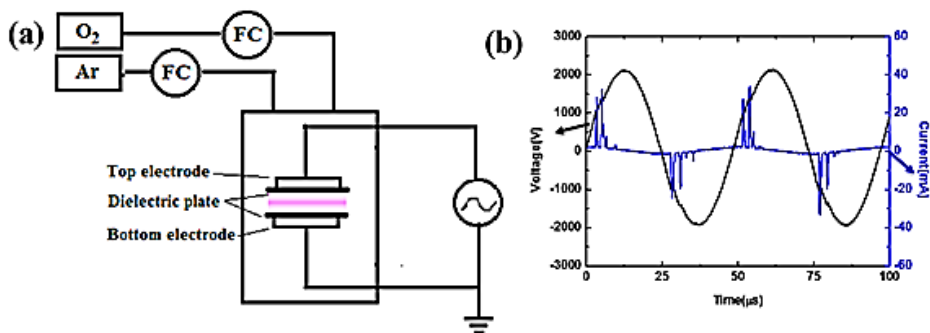 (a)
O2
FC
Ar
FC
Top electrode
Dielectric plate
Bottom electrode
(b)
3000
2000
1000
0
-1000
-2000
-3000
Voltage(V)
60
40
20
0
-20
-40
-60
Current(mA)
0
25
50
75
100
Time(μs)